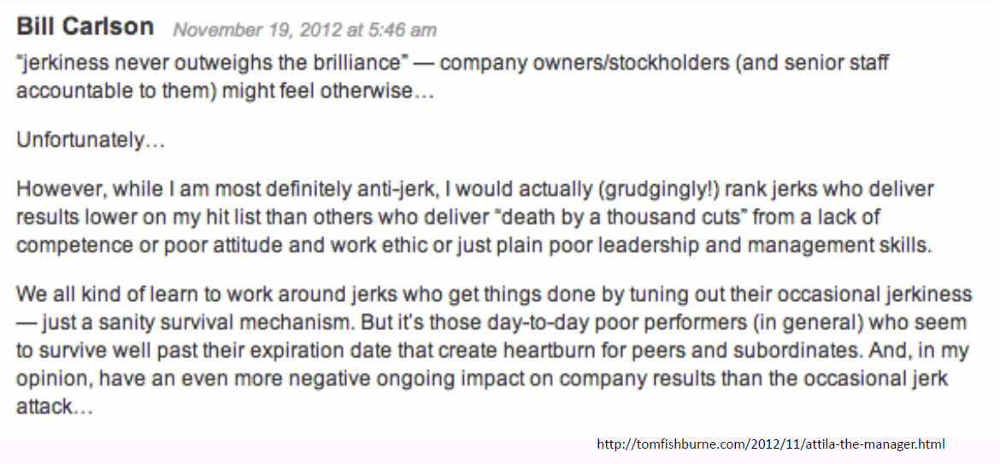 Bill Carlson November 19, 2012 at 5:46 am
“jerkiness never outweighs the brilliance” — company owners/stockholders (and senior staff
accountable to them) might feel otherwise…
Unfortunately…
However, while I am most definitely anti-jerk, I would actually (grudgingly!) rank jerks who deliver
results lower on my hit list than others who deliver “death by a thousand cuts” from a lack of
competence or poor attitude and work ethic or just plain poor leadership and management skills.
We all kind of learn to work around jerks who get things done by tuning out their occasional jerkiness
— just a sanity survival mechanism. But it's those day-to-day poor performers (in general) who seem
to survive well past their expiration date that create heartburn for peers and subordinates. And, in my
opinion, have an even more negative ongoing impact on company results than the occasional jerk
attack…
http://tomfishburne.com/2012/11/attila-the-manager.html